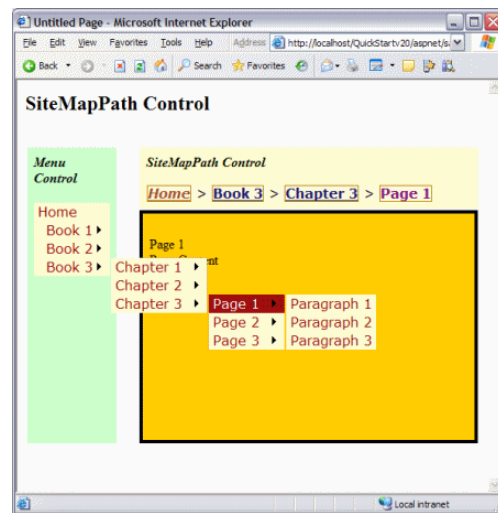 Untitled Page - Microsoft Internet Explorer
File Edit View Favorites Tools Help Address http://localhost/QuickStartv20/aspnet/s
Back Search Favorites
SiteMapPath Control
Menu
Control
SiteMapPath Control
Home > Book 3 > Chapter 3 > Page 1
Home
Book 1
Book 2
Book 3
Page 1
Chapter 1
Chapter 2
Chapter 3
Page 1
Page 2
Page 3
Paragraph 1
Paragraph 2
Paragraph 3
Local intranet